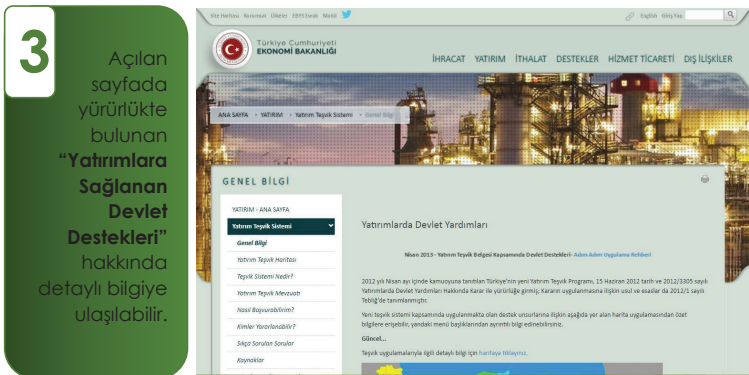 3
Açılan
sayfada
yürürlükte
bulunan
“Yatırımlara
Sağlanan
Devlet
Destekleri”
hakkında
detaylı bilgiye
ulaşılabilir.
Site Haritası Kurumsal Ülkeler EBYS Evrak Mobil
English Giriş Yap
Türkiye Cumhuriyeti
EKONOMİ BAKANLIĞI
İHRACAT YATIRIM İTHALAT DESTEKLER HİZMET TİCARETİ DIŞ İLİŞKİLER
ANA SAYFA › YATIRIM › Yatırım Teşvik Sistemi › Genel Bilgi
GENEL BİLGİ
YATIRIM - ANA SAYFA
Yatırım Teşvik Sistemi
Genel Bilgi
Yatırım Teşvik Haritası
Teşvik Sistemi Nedir?
Yatırım Teşvik Mevzuatı
Nasıl Başvurabilirim?
Kimler Yararlanabilir?
Sıkça Sorulan Sorular
Kaynaklar
Yatırımlarda Devlet Yardımları
Nisan 2013 - Yatırım Teşvik Belgesi Kapsamında Devlet Destekleri- Adım Adım Uygulama Rehberi
2012 yılı Nisan ayı içinde kamuoyuna tanıtılan Türkiye'nin yeni Yatırım Teşvik Programı, 15 Haziran 2012 tarih ve 2012/3305 sayılı
Yatırımlarda Devlet Yardımları Hakkında Karar ile yürürlüğe girmiş; Kararın uygulanmasına ilişkin usul ve esaslar da 2012/1 sayılı
Tebliğ'de tanımlanmıştır.
Yeni teşvik sistemi kapsamında uygulanmakta olan destek unsurlarına ilişkin aşağıda yer alan harita uygulamasından özet
bilgilere erişebilir, yandaki menü başlıklarından ayrıntılı bilgi edinebilirsiniz.
Güncel...
Teşvik uygulamalarıyla ilgili detaylı bilgi için haritaya tıklayınız.